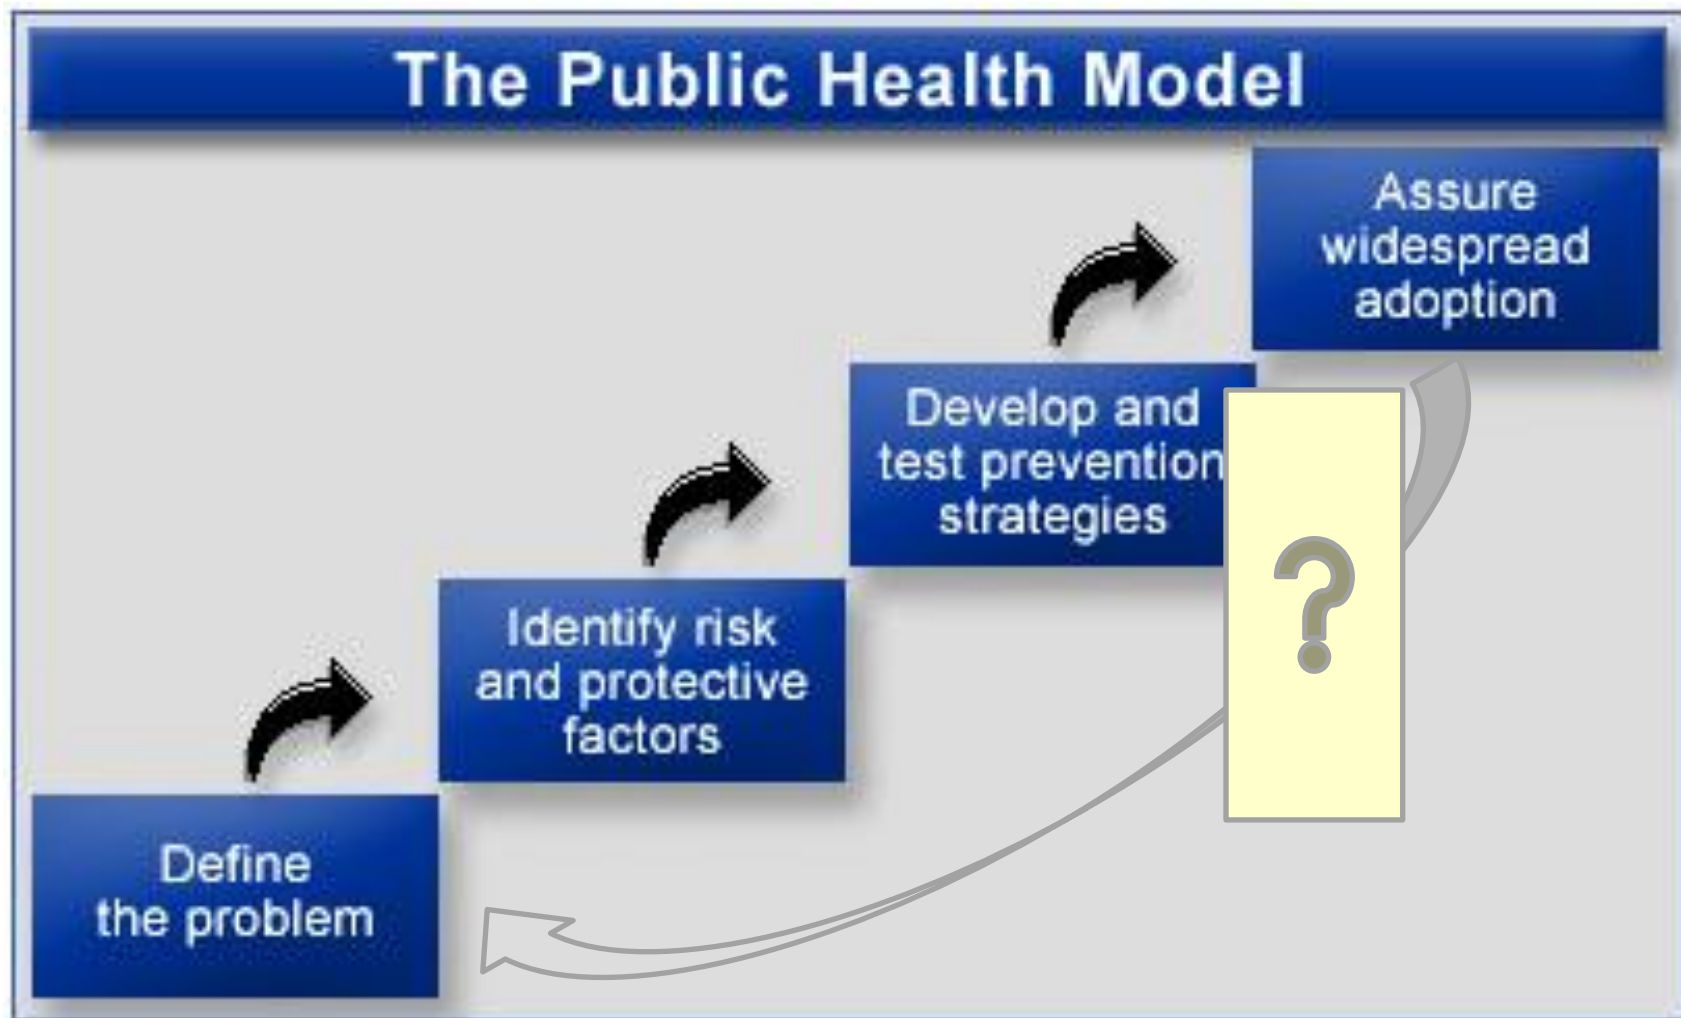 The Public Health Model
Assure
widespread
adoption
Develop and
test prevention
strategies
Identify risk
and protective
factors
Define
the problem
?